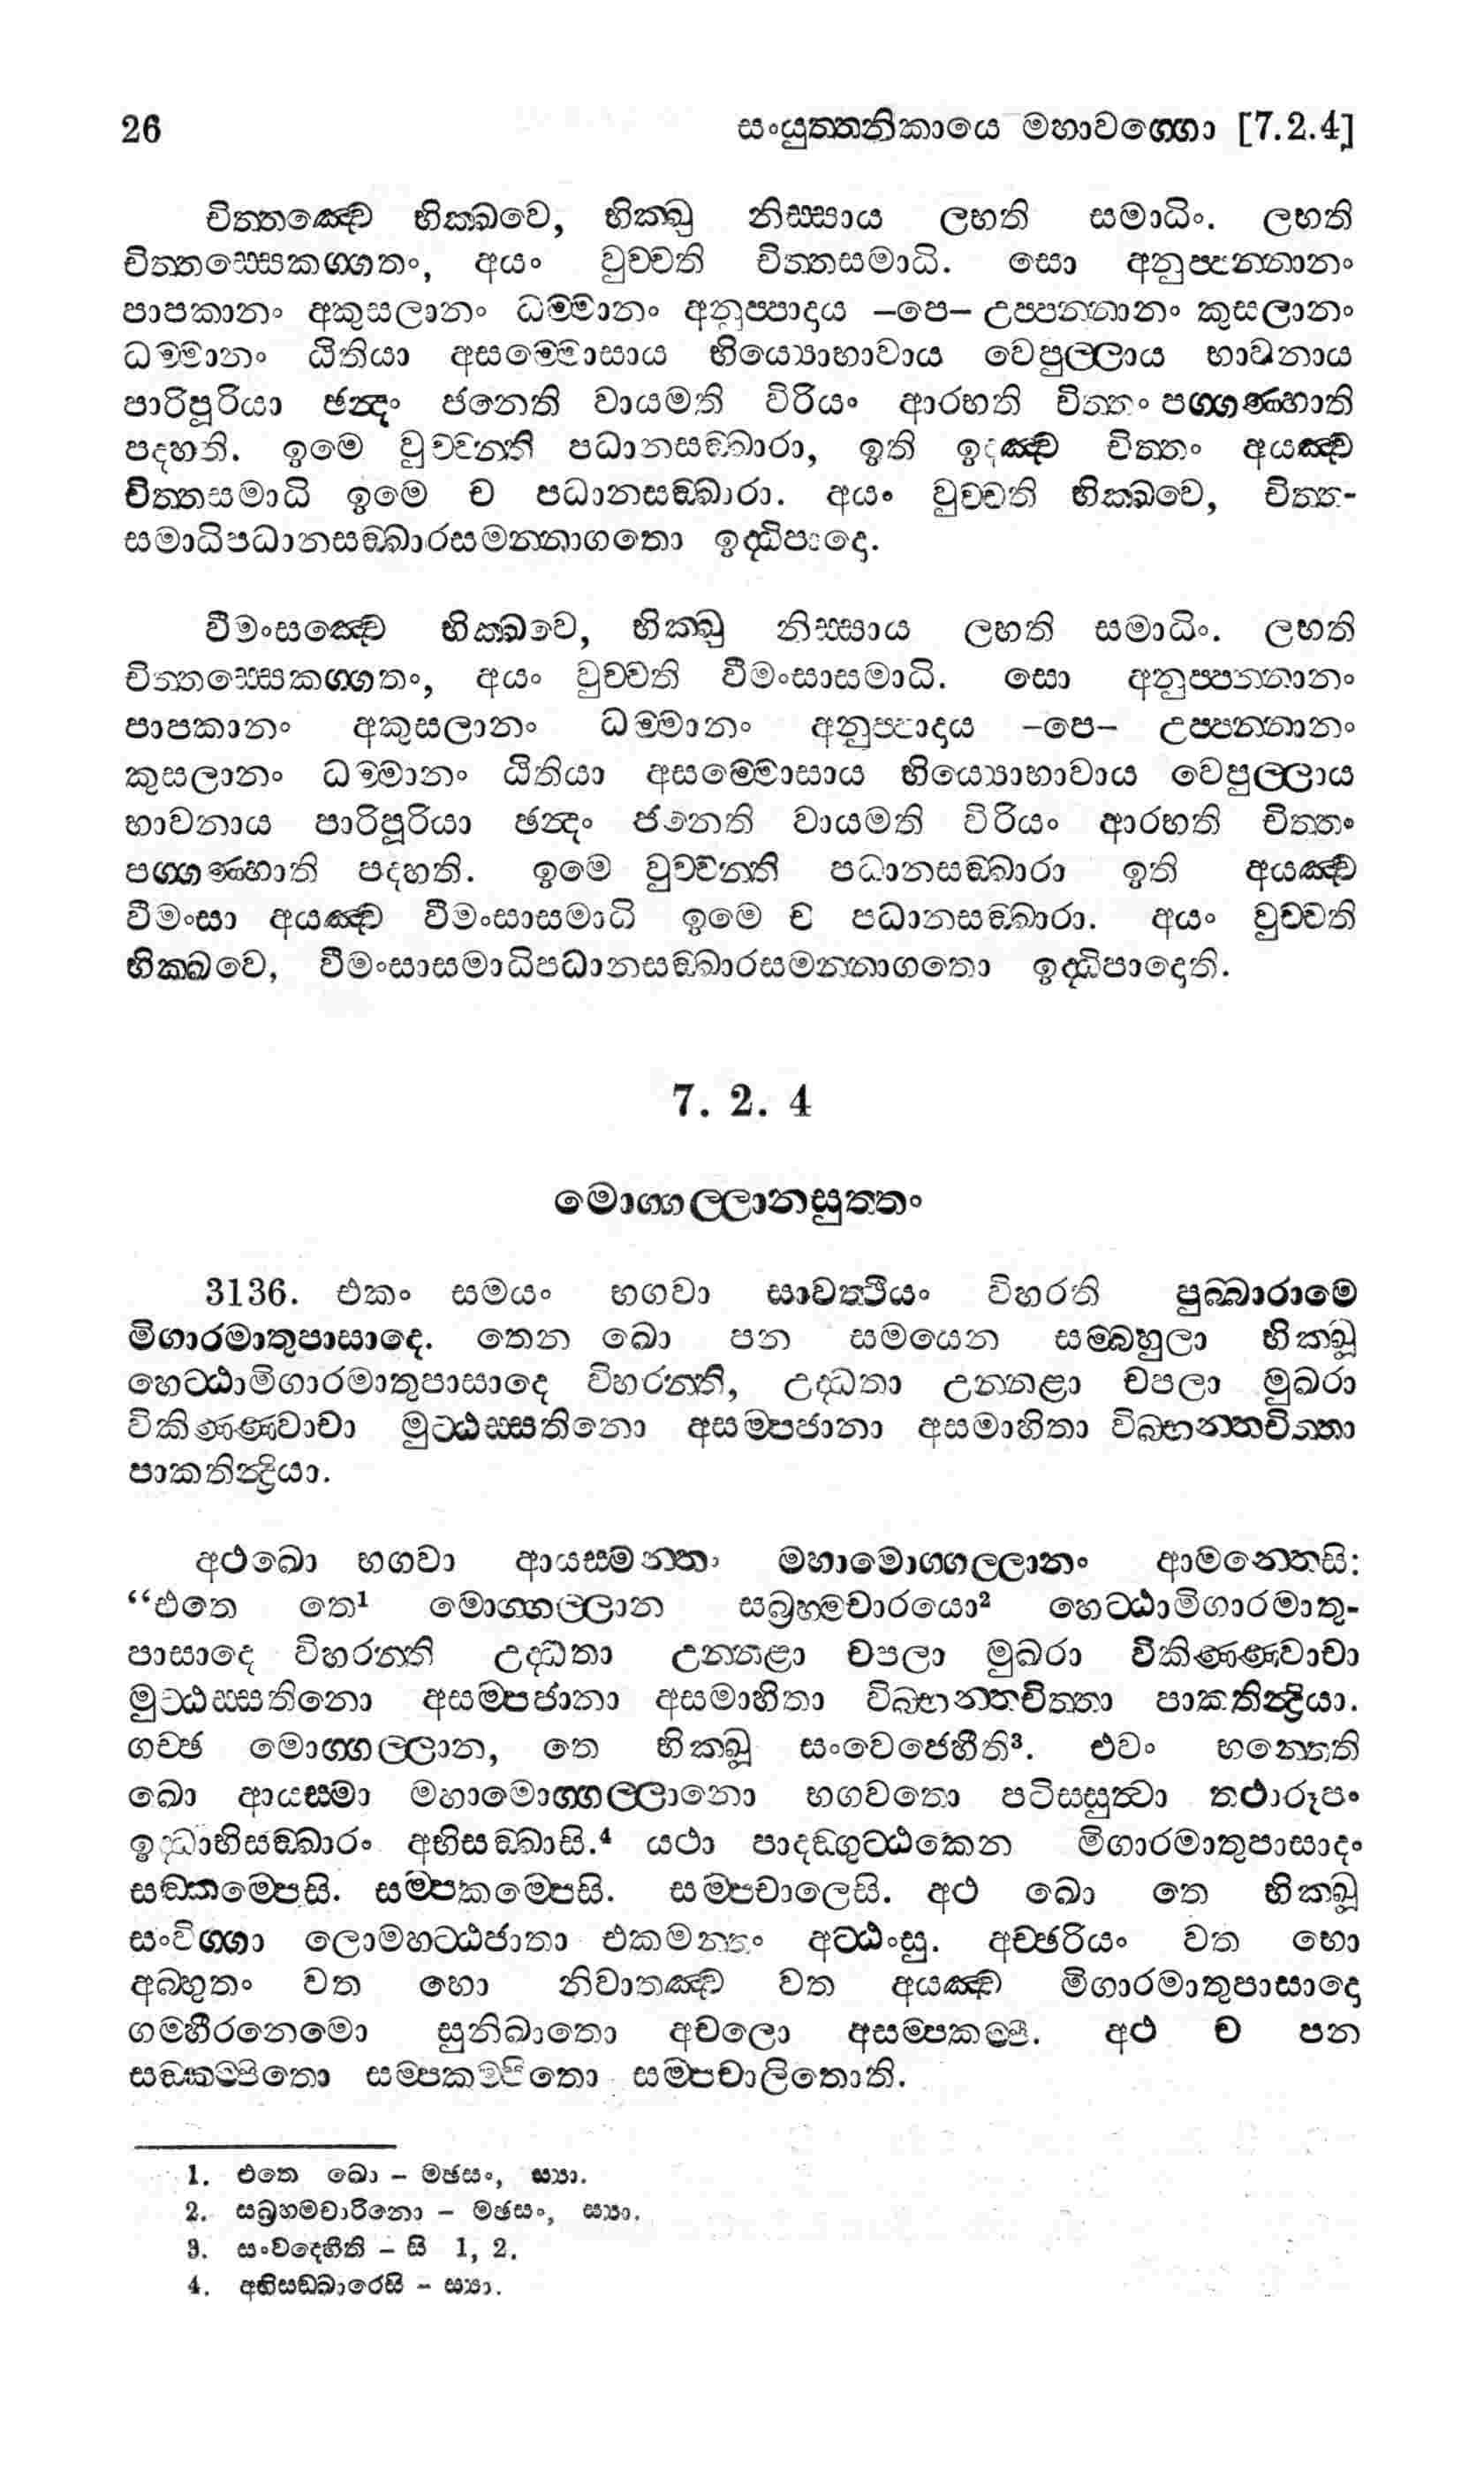 26 සංයුත්තනිකායෙ මහාවග්ගො [7.2.4]
චිත්තඤ්චෙ භික්ඛවෙ, භික්ඛු නිස්සාය ලභති සමාධිං. ලභති
චිත්තස්සෙකග්ගතං, අයං වුච්චති චිත්තසමාධි. සො අනුප්පන්නානං
පාපකානං අකුසලානං ධම්මානං අනුප්පාදාය –පෙ– උප්පන්නානං කුසලානං
ධම්මානං ඨිතියා අසම්මොසාය භිය්‍යොභාවාය වෙපුල්ලාය භාවනාය
පාරිපූරියා ඡන්දං ජනෙති වායමති විරියං ආරභති චිත්තං පග්ගණ්හාති
පදහති. ඉමෙ වුච්චන්ති පධානසඞ්ඛාරා, ඉති ඉදඤ්ච චිත්තං අයඤ්ච
චිත්තසමාධි ඉමෙ ච පධානසඞ්ඛාරා. අයං වුච්චති භික්ඛවෙ, චිත්ත-
සමාධිපධානසඞ්ඛාරසමන්නාගතො ඉද්ධිපාදො.
වීමංසඤ්චෙ භික්ඛවෙ, භික්ඛු නිස්සාය ලභති සමාධිං. ලභති
චිත්තස්සෙකග්ගතං, අයං වුච්චති වීමංසාසමාධි. සො අනුප්පන්නානං
පාපකානං අකුසලානං ධම්මානං අනුප්පාදාය –පෙ– උප්පන්නානං
කුසලානං ධම්මානං ඨිතියා අසම්මොසාය භිය්‍යොභාවාය වෙපුල්ලාය
භාවනාය පාරිපූරියා ඡන්දං ජනෙති වායමති විරියං ආරභති චිත්තං
පග්ගණ්හාති පදහති. ඉමෙ වුච්චන්ති පධානසඞ්ඛාරා ඉති අයඤ්ච
වීමංසා අයඤ්ච වීමංසාසමාධි ඉමෙ ච පධානසඞ්ඛාරා. අයං වුච්චති
භික්ඛවෙ, වීමංසාසමාධිපධානසඞ්ඛාරසමන්නාගතො ඉද්ධිපාදොති.
7. 2. 4
මොග්ගල්ලානසුත්තං
3136. එකං සමයං භගවා සාවත්ථියං විහරති පුබ්බාරාමෙ
මිගාරමාතුපාසාදෙ. තෙන ඛො පන සමයෙන සම්බහුලා භික්ඛූ
හෙට්ඨාමිගාරමාතුපාසාදෙ විහරන්ති, උද්ධතා උන්නළා චපලා මුඛරා
විකිණ්ණවාචා මුට්ඨස්සතිනො අසම්පජානා අසමාහිතා විබ්භන්තචිත්තා
පාකතින්ද්‍රියා.
අථඛො භගවා ආයස්මන්තං මහාමොග්ගල්ලානං ආමන්තෙසි:
“එතෙ තෙ¹ මොග්ගල්ලාන සබ්‍රහ්මචාරයො² හෙට්ඨාමිගාරමාතු-
පාසාදෙ විහරන්ති උද්ධතා උන්නළා චපලා මුඛරා විකිණ්ණවාචා
මුට්ඨස්සතිනො අසම්පජානා අසමාහිතා විබ්භන්තචිත්තා පාකතින්ද්‍රියා.
ගච්ඡ මොග්ගල්ලාන, තෙ භික්ඛූ සංවෙජෙහීති³. එවං භන්තෙති
ඛො ආයස්මා මහාමොග්ගල්ලානො භගවතො පටිස්සුත්වා තථාරූපං
ඉද්ධාභිසඞ්ඛාරං අභිසඞ්ඛාසි.⁴ යථා පාදඞ්ගුට්ඨකෙන මිගාරමාතුපාසාදං
සඞ්කම්පෙසි. සම්පකම්පෙසි. සම්පචාලෙසි. අථ ඛො තෙ භික්ඛූ
සංවිග්ගා ලොමහට්ඨජාතා එකමන්තං අට්ඨංසු. අච්ඡරියං වත භො
අබ්භුතං වත භො නිවාතඤ්ච වත අයඤ්ච මිගාරමාතුපාසාදො
ගම්භීරනෙමො සුනිඛාතො අචලො අසම්පකම්පි. අථ ච පන
සඞ්කම්පිතො සම්පකම්පිතො සම්පචාලිතොති.
1. එතෙ ඛො – මඡසං, ස්‍යා.
2. සබ්‍රහ්මචාරිනො – මඡසං, ස්‍යා.
3. සංවදෙහීති – සි 1, 2.
4. අභිසඞ්ඛාරෙසි – ස්‍යා.